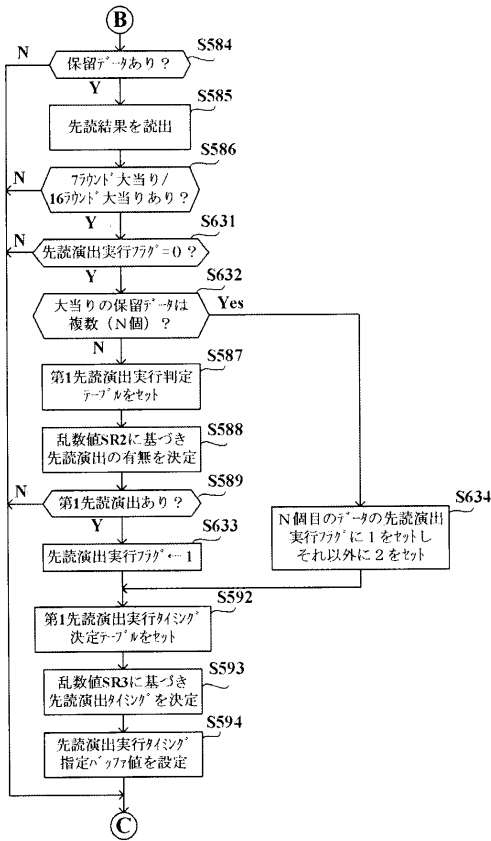 B
S584
N
保留ﾃﾞｰﾀあり？
Y
S585
先読結果を読出
S586
N
7ﾗｳﾝﾄﾞ大当り/
16ﾗｳﾝﾄﾞ大当りあり？
Y
S631
N
先読演出実行ﾌﾗｸﾞ=0？
Y
S632
大当りの保留ﾃﾞｰﾀは
複数（N個）？
Yes
N
S587
第1先読演出実行判定
ﾃｰﾌﾞﾙをｾｯﾄ
S588
乱数値SR2に基づき
先読演出の有無を決定
S589
N
第1先読演出あり？
Y
S633
先読演出実行ﾌﾗｸﾞ←1
S634
N個目のﾃﾞｰﾀの先読演出
実行ﾌﾗｸﾞに１をｾｯﾄし
それ以外に２をｾｯﾄ
S592
第1先読演出実行ﾀｲﾐﾝｸﾞ
決定ﾃｰﾌﾞﾙをｾｯﾄ
S593
乱数値SR3に基づき
先読演出ﾀｲﾐﾝｸﾞを決定
S594
先読演出実行ﾀｲﾐﾝｸﾞ
指定ﾊﾞｯﾌｧ値を設定
C